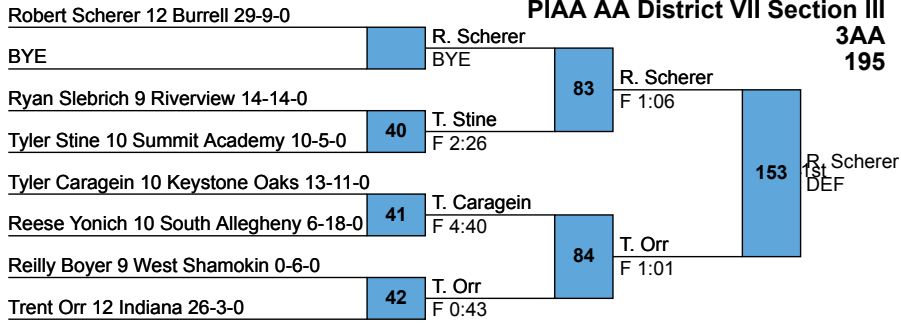 PIAA AA District VII Section III
3AA
195
Robert Scherer 12 Burrell 29-9-0
R. Scherer
BYE
BYE
R. Scherer
83
F 1:06
Ryan Slebrich 9 Riverview 14-14-0
40
T. Stine
F 2:26
Tyler Stine 10 Summit Academy 10-5-0
153
R. Scherer
1st
DEF
Tyler Caragein 10 Keystone Oaks 13-11-0
41
T. Caragein
F 4:40
Reese Yonich 10 South Allegheny 6-18-0
84
T. Orr
F 1:01
Reilly Boyer 9 West Shamokin 0-6-0
42
T. Orr
F 0:43
Trent Orr 12 Indiana 26-3-0